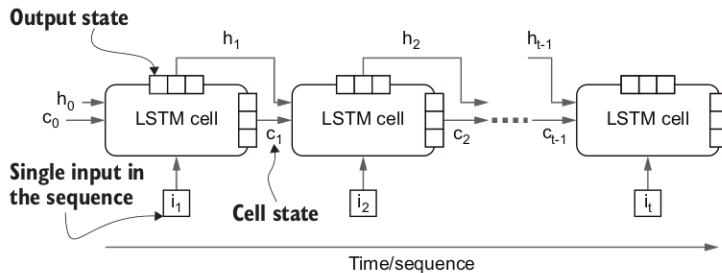 Output state
h₁
h₂
hₜ₋₁
h₀
c₀
LSTM cell
LSTM cell
LSTM cell
c₁
c₂
cₜ₋₁
Single input in
the sequence
i₁
Cell state
i₂
iₜ
Time/sequence